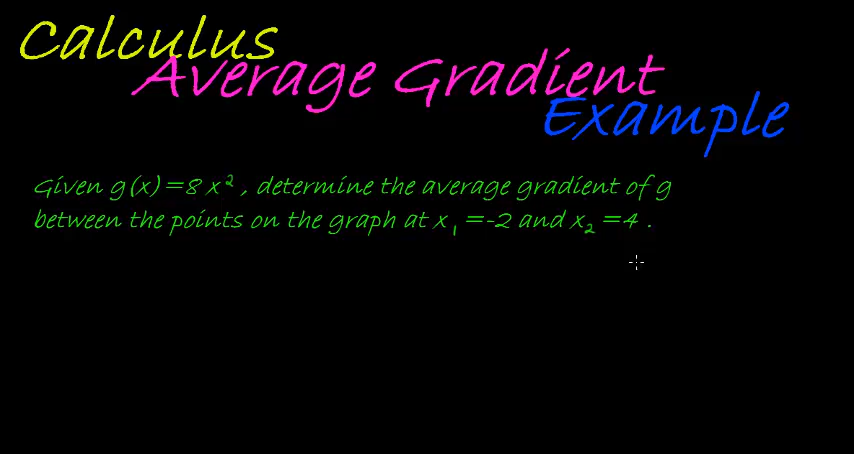 Calculus
Average Gradient
Example
Given g(x)=8x², determine the average gradient of g
between the points on the graph at x₁=-2 and x₂=4.